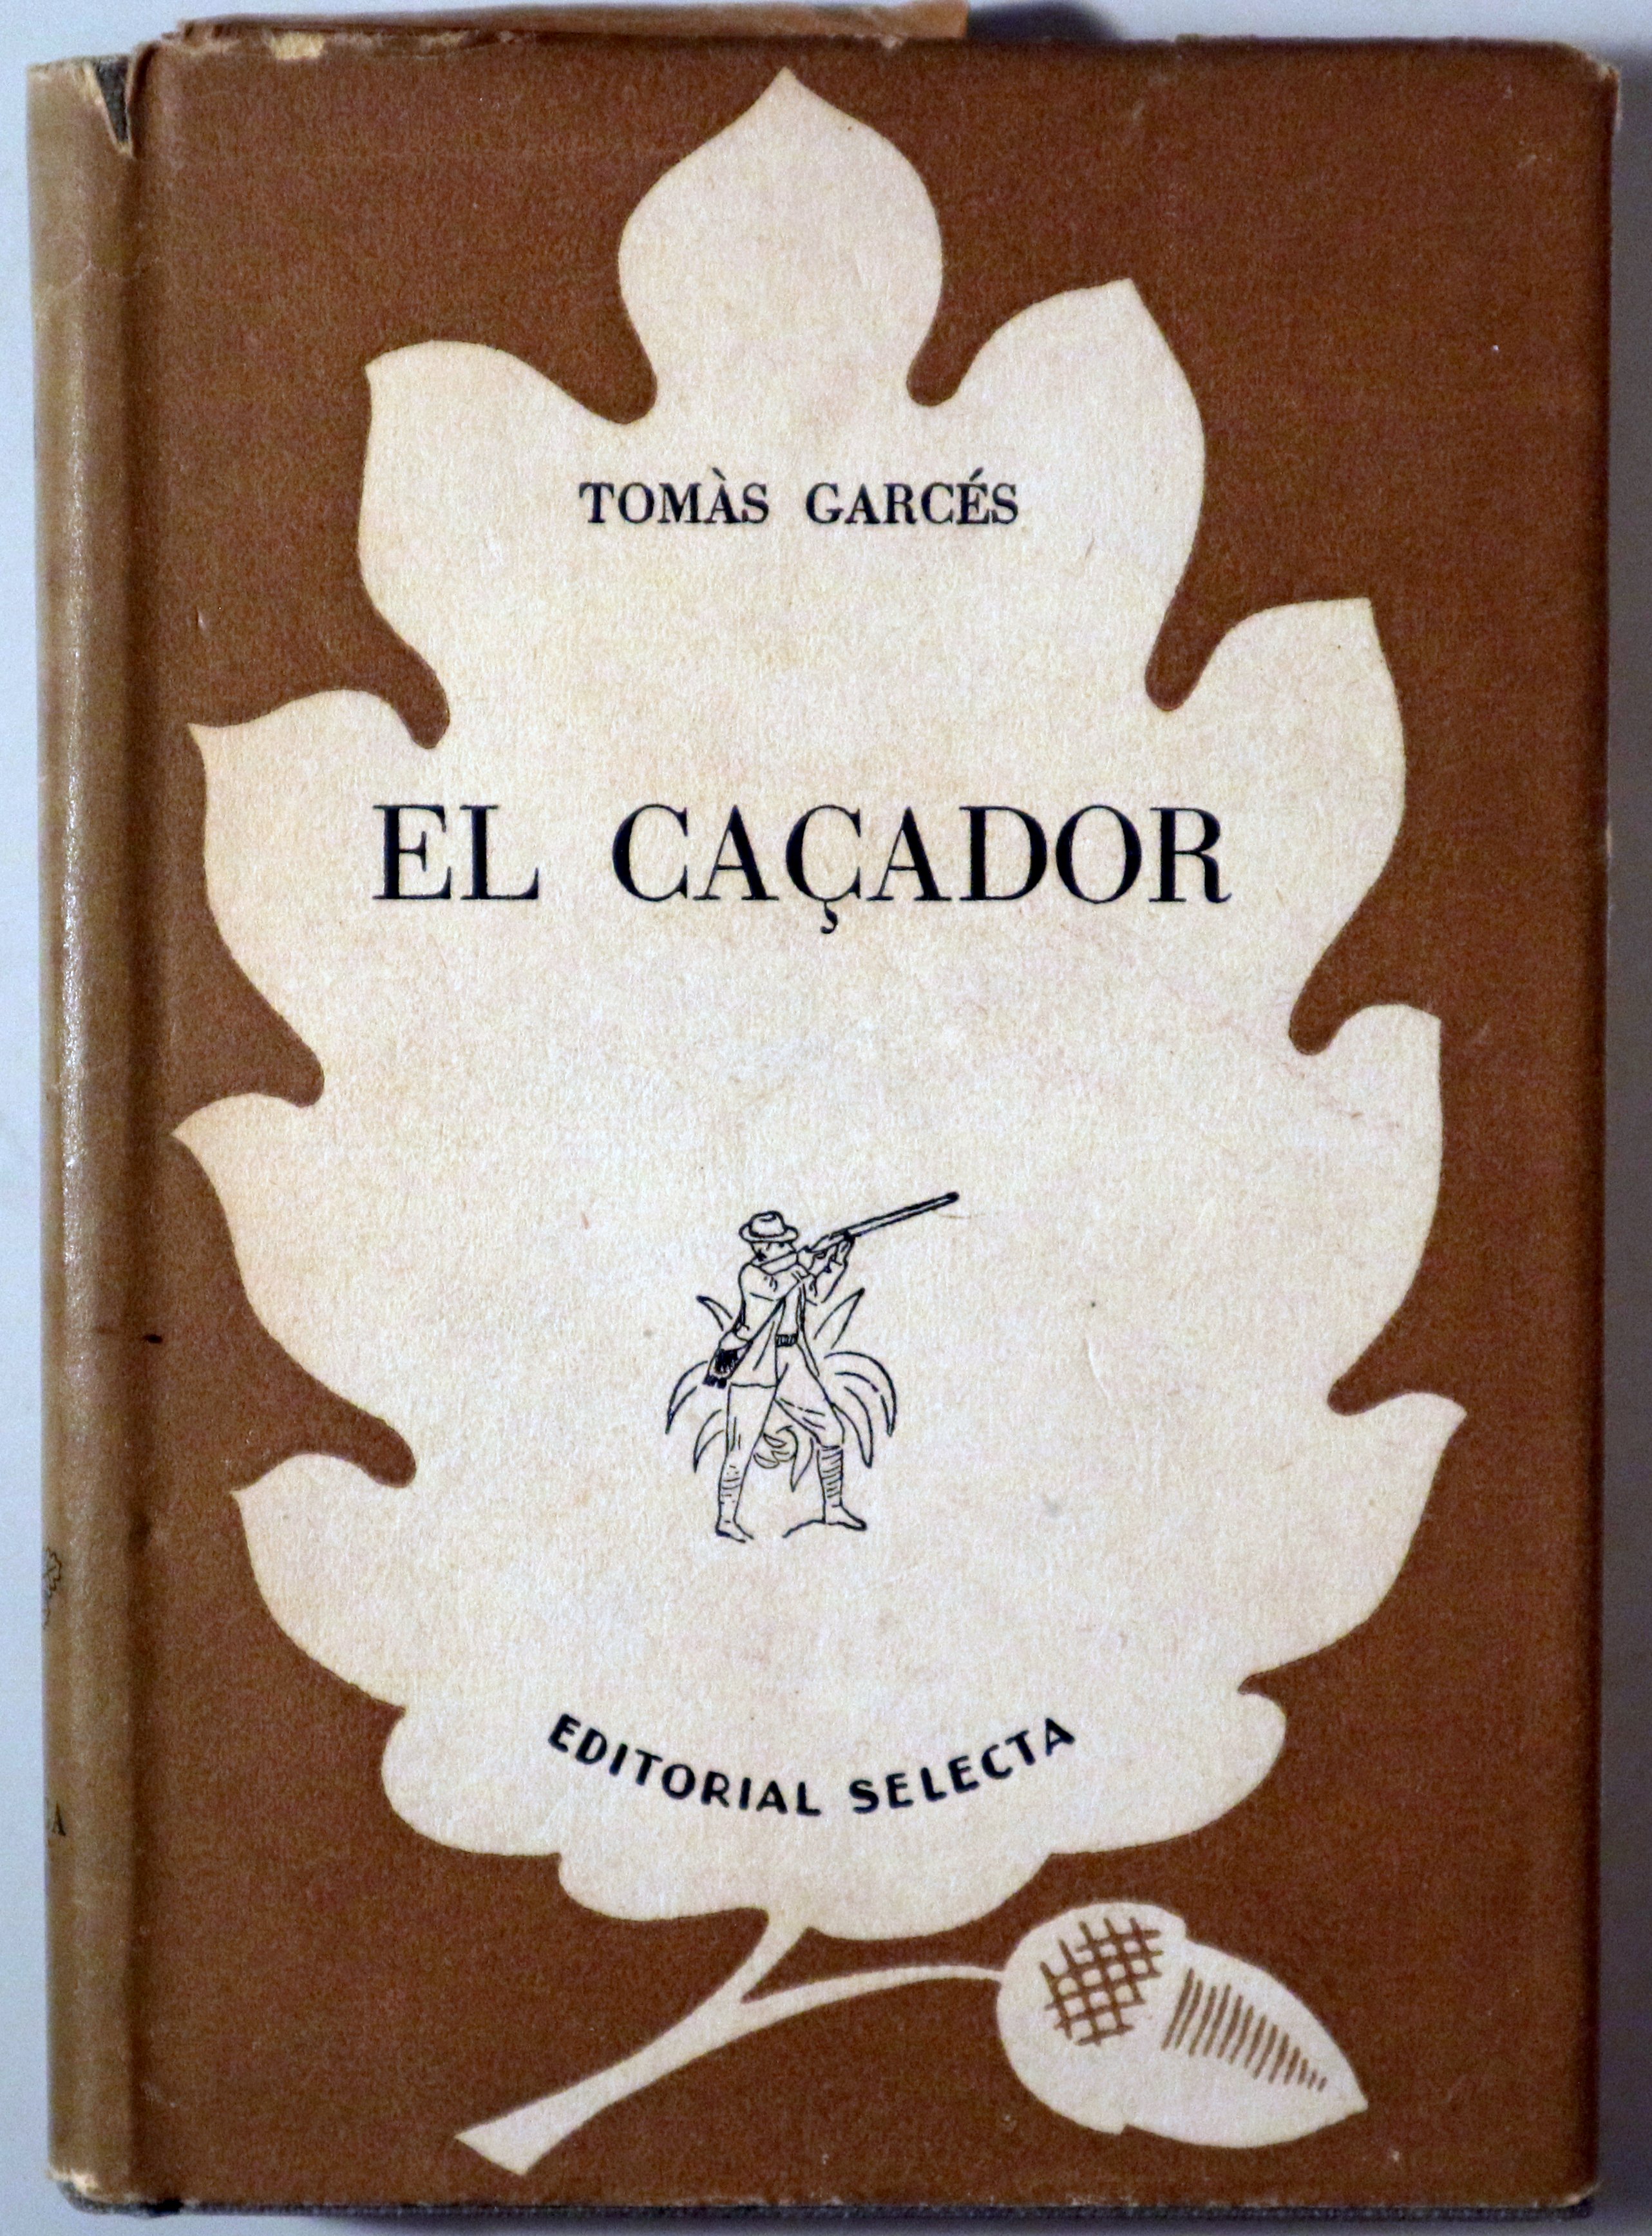 TOMÀS GARCÉS
EL CAÇADOR
EDITORIAL SELECTA